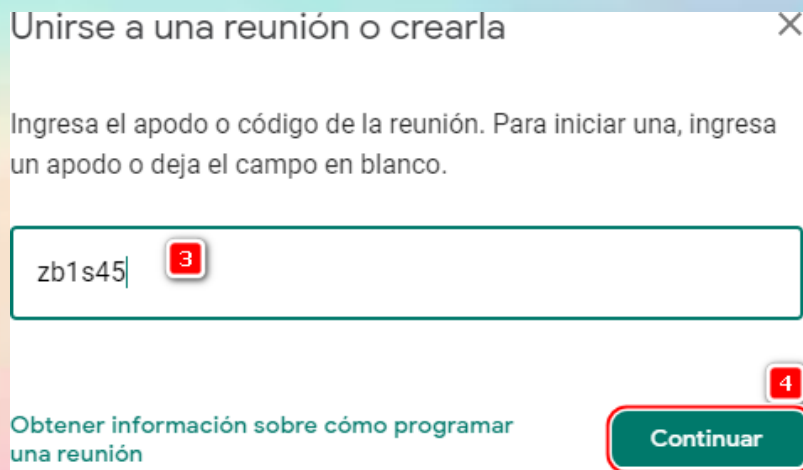 Unirse a una reunión o crearla
Ingresa el apodo o código de la reunión. Para iniciar una, ingresa
un apodo o deja el campo en blanco.
zb1s45
3
4
Obtener información sobre cómo programar
una reunión
Continuar